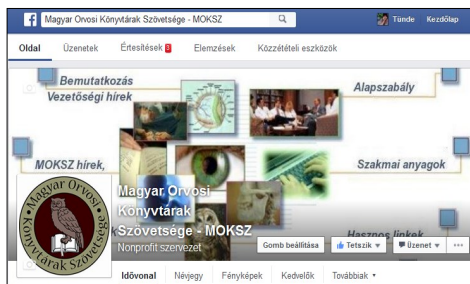 Magyar Orvosi Könyvtárak Szövetsége - MOKSZ
Tünde Kezdőlap
Oldal Üzenetek Értesítések 3 Elemzések Közzétételi eszközök
Bemutatkozás
Vezetőségi hírek
Alapszabály
MOKSZ hírek,
Szakmai anyagok
Magyar Orvosi Könyvtárak Szövetsége
Magyar Orvosi
Könyvtárak
Szövetsége - MOKSZ
Nonprofit szervezet
Hasznos linkek
Gomb beállítása Tetszik Üzenet
Idővonal Névjegy Fényképek Kedvelők Továbbiak